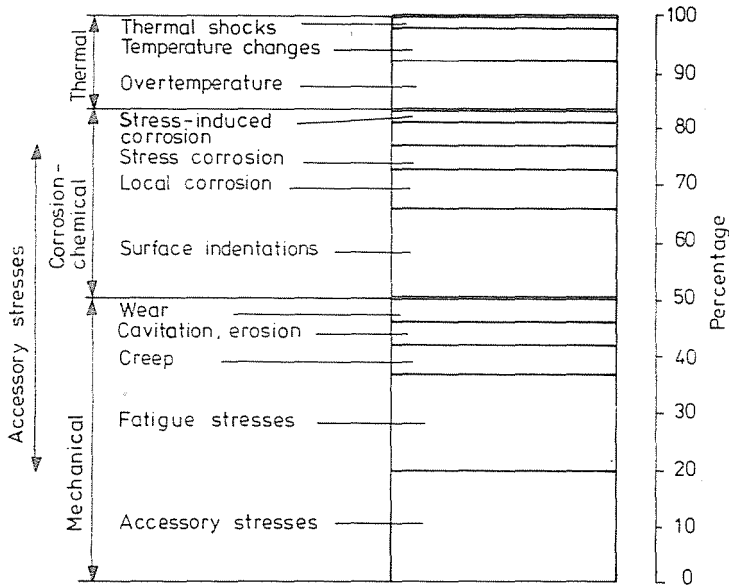 Thermal shocks
Temperature changes
Overtemperature
Stress-induced
corrosion
Stress corrosion
Local corrosion
Surface indentations
Wear
Cavitation, erosion
Creep
Fatigue stresses
Accessory stresses
Thermal
Corrosion-
chemical
Mechanical
Accessory stresses
100
90
80
70
60
50
40
30
20
10
0
Percentage